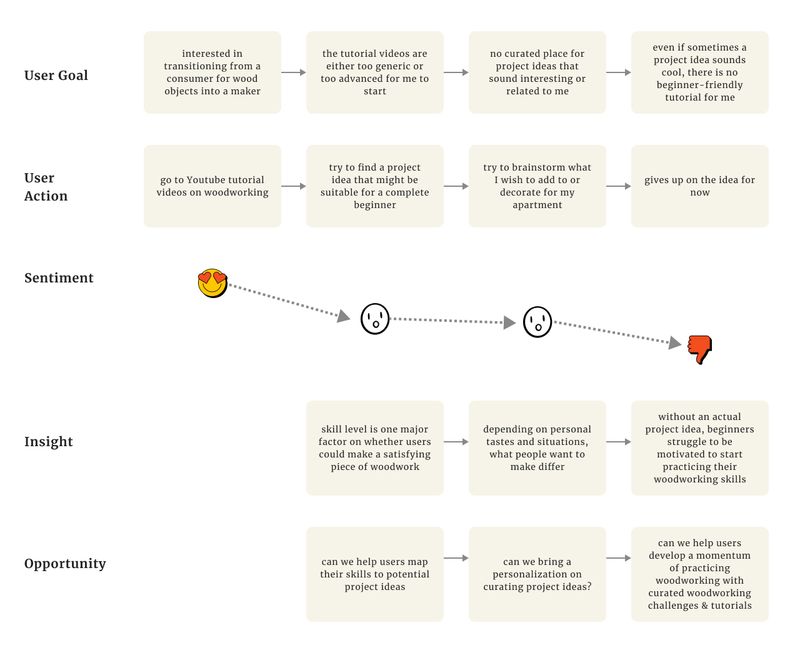 User Goal
interested in
transitioning from a
consumer for wood
objects into a maker
the tutorial videos are
either too generic or
too advanced for me to
start
no curated place for
project ideas that
sound interesting or
related to me
even if sometimes a
project idea sounds
cool, there is no
beginner-friendly
tutorial for me
User
Action
go to Youtube tutorial
videos on woodworking
try to find a project
idea that might be
suitable for a complete
beginner
try to brainstorm what
I wish to add to or
decorate for my
apartment
gives up on the idea for
now
Sentiment
Insight
skill level is one major
factor on whether users
could make a satisfying
piece of woodwork
depending on personal
tastes and situations,
what people want to
make differ
without an actual
project idea, beginners
struggle to be
motivated to start
practicing their
woodworking skills
Opportunity
can we help users map
their skills to potential
project ideas
can we bring a
personalization on
curating project ideas?
can we help users
develop a momentum
of practicing
woodworking with
curated woodworking
challenges & tutorials